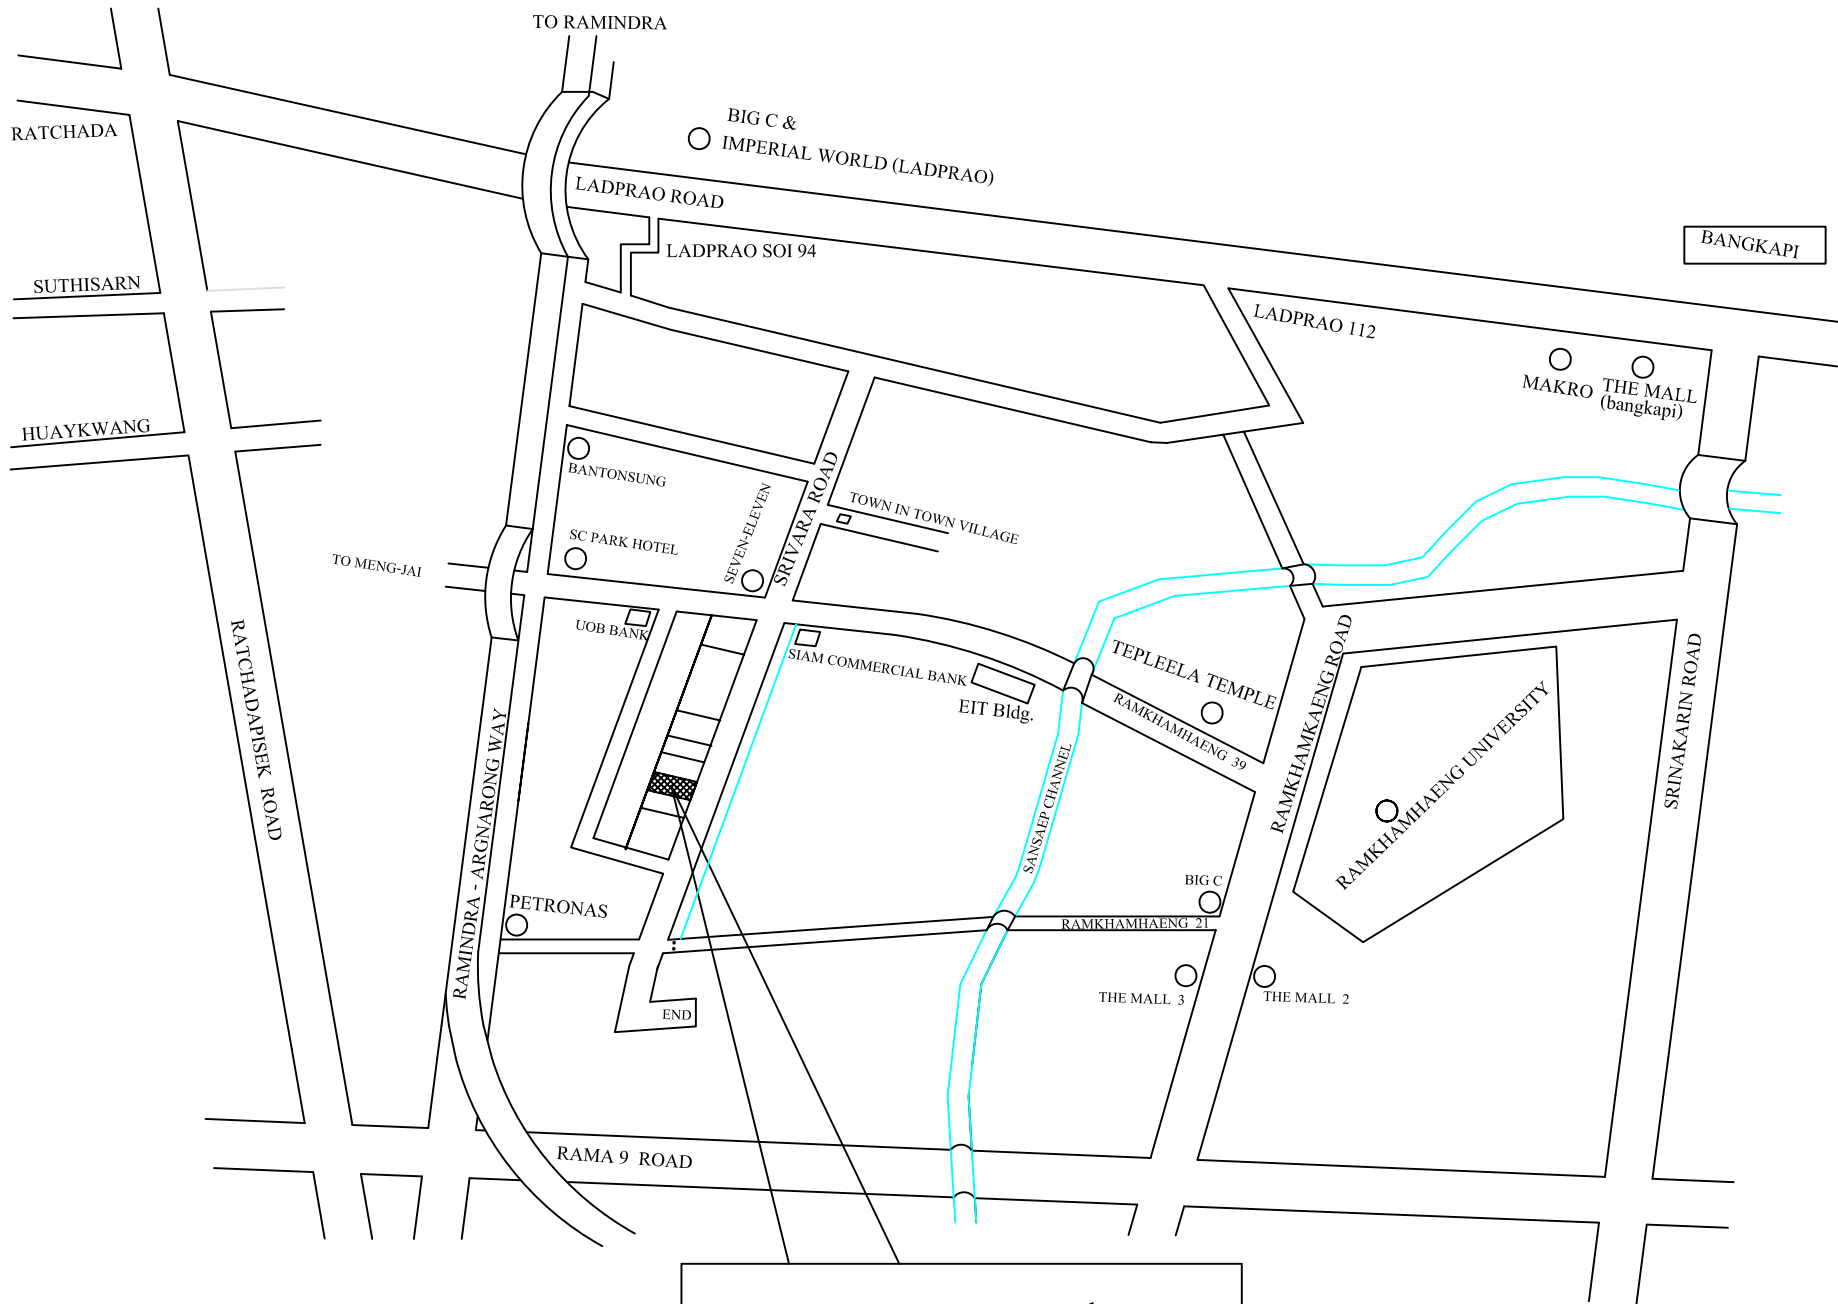 TO RAMINDRA
BIG C &
IMPERIAL WORLD (LADPRAO)
RATCHADA
LADPRAO ROAD
LADPRAO SOI 94
BANGKAPI
SUTHISARN
LADPRAO 112
MAKRO
THE MALL
(bangkapi)
HUAYKWANG
BANTONSUNG
SEVEN-ELEVEN
SRIVARA ROAD
TOWN IN TOWN VILLAGE
SC PARK HOTEL
TO MENG-JAI
UOB BANK
SIAM COMMERCIAL BANK
EIT Bldg.
TEPLEELA TEMPLE
RAMKHAMHAENG 39
RATCHADAPISEK ROAD
RAMINDRA - ARGNARONG WAY
SANSAEP CHANNEL
RAMKHAMKAENG ROAD
RAMKHAMHAENG UNIVERSITY
SRINAKARIN ROAD
PETRONAS
BIG C
RAMKHAMHAENG 21
THE MALL 3
THE MALL 2
END
RAMA 9 ROAD